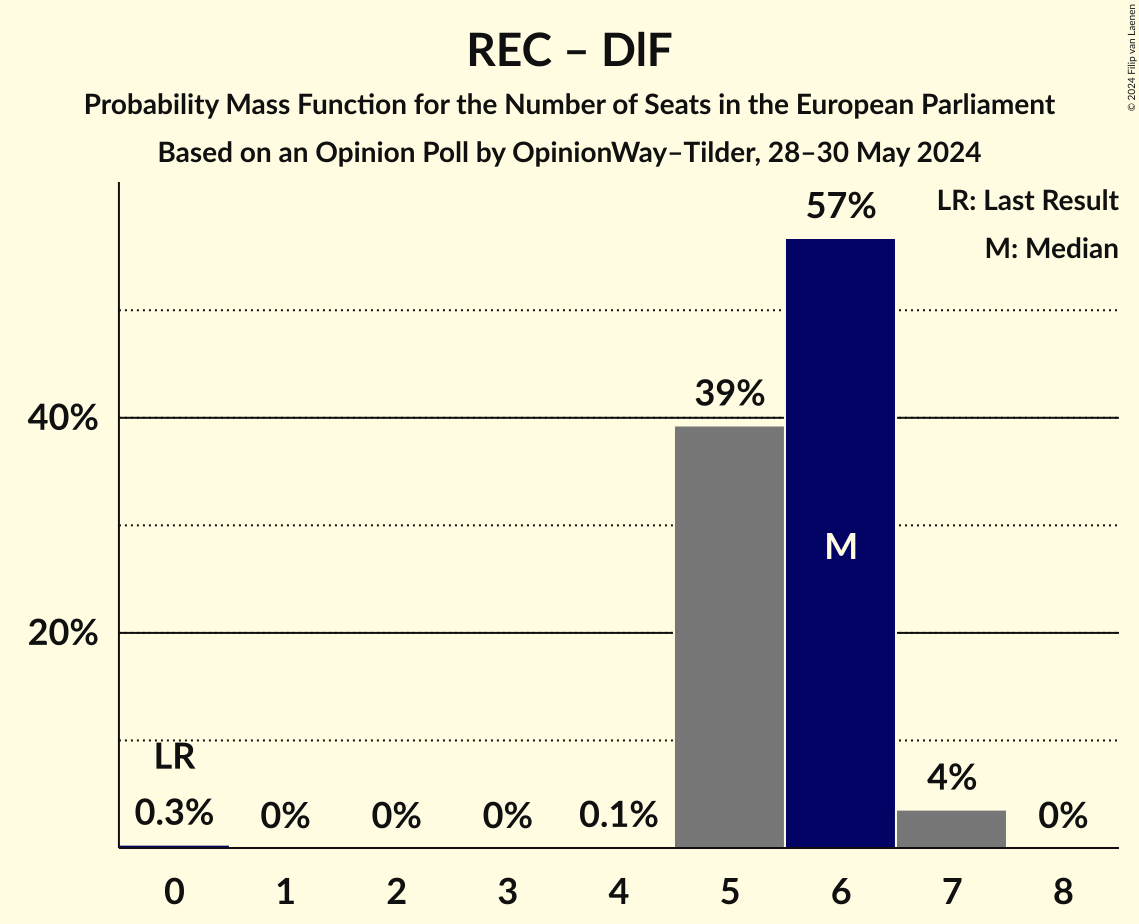 REC – DIF
Probability Mass Function for the Number of Seats in the European Parliament
Based on an Opinion Poll by OpinionWay–Tilder, 28–30 May 2024
© 2024 Filip van Laenen
LR: Last Result
M: Median
57%
39%
40%
M
20%
LR
4%
0.3%
0%
0%
0%
0.1%
0%
0
1
2
3
4
5
6
7
8